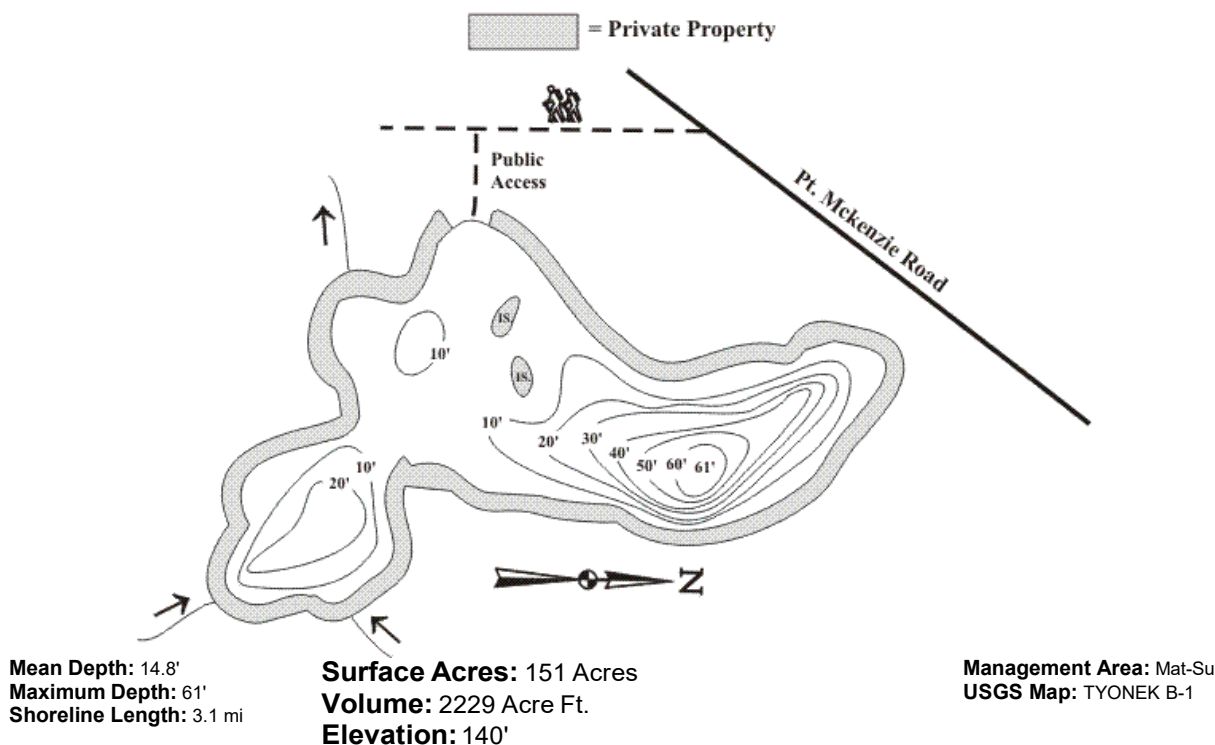 = Private Property
Public
Access
Pt. Mckenzie Road
IS.
10'
IS.
10'
20'
30'
40'
50'
60'
61'
10'
20'
N
Mean Depth: 14.8'
Maximum Depth: 61'
Shoreline Length: 3.1 mi
Surface Acres: 151 Acres
Volume: 2229 Acre Ft.
Elevation: 140'
Management Area: Mat-Su
USGS Map: TYONEK B-1